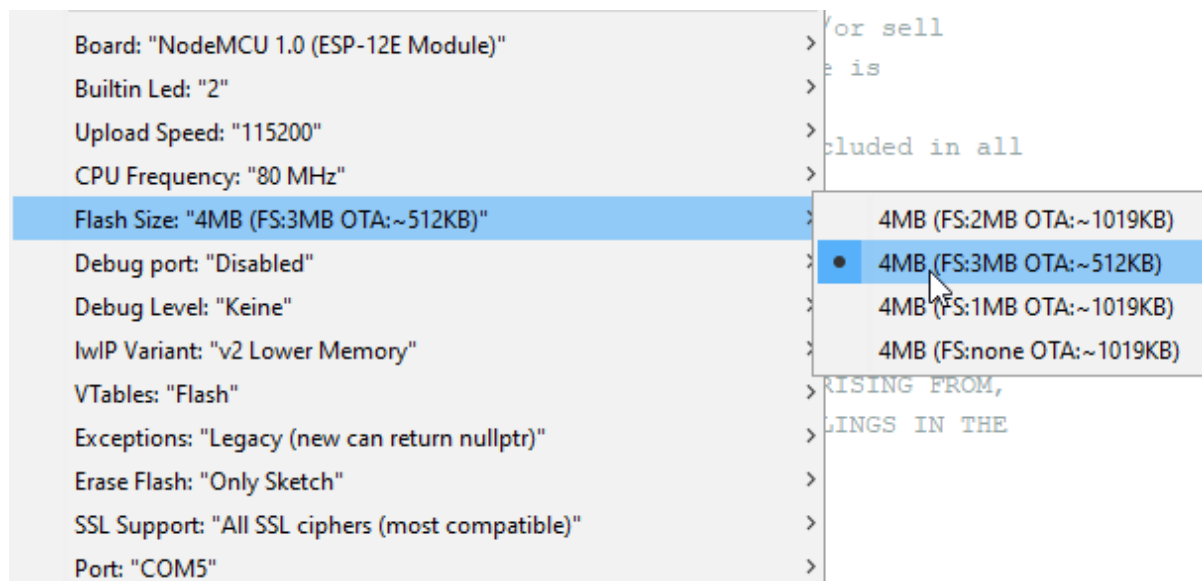 Board: "NodeMCU 1.0 (ESP-12E Module)"
Builtin Led: "2"
Upload Speed: "115200"
CPU Frequency: "80 MHz"
Flash Size: "4MB (FS:3MB OTA:~512KB)"
Debug port: "Disabled"
Debug Level: "Keine"
IwIP Variant: "v2 Lower Memory"
VTables: "Flash"
Exceptions: "Legacy (new can return nullptr)"
Erase Flash: "Only Sketch"
SSL Support: "All SSL ciphers (most compatible)"
Port: "COM5"
4MB (FS:2MB OTA:~1019KB)
4MB (FS:3MB OTA:~512KB)
4MB (FS:1MB OTA:~1019KB)
4MB (FS:none OTA:~1019KB)
/or sell
e is
cluded in all
RISING FROM,
LINGS IN THE